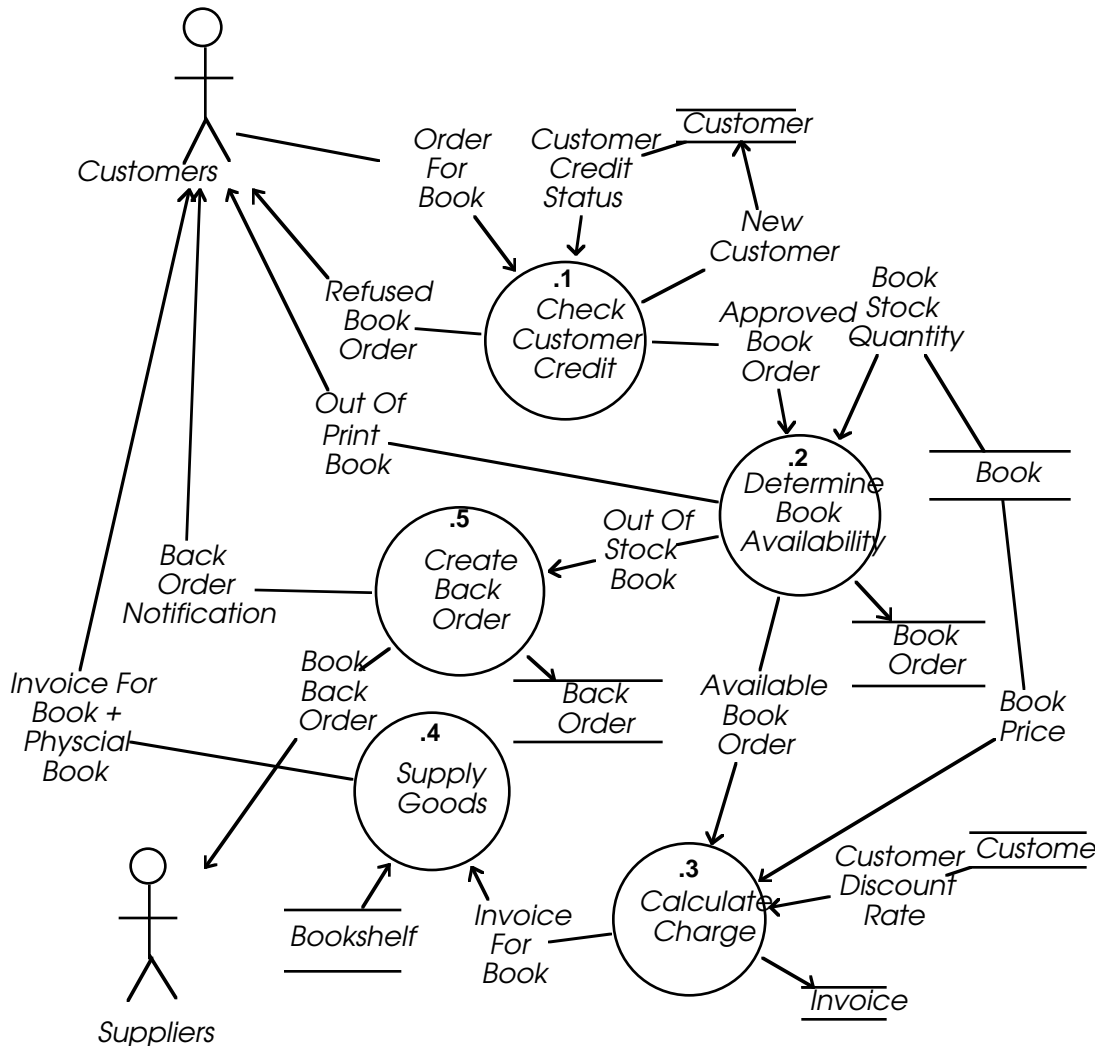 Customers
Order
For
Book
Customer
Credit
Status
Customer
New
Customer
.1
Check
Customer
Credit
Refused
Book
Order
Approved
Book
Order
Book
Stock
Quantity
Out Of
Print
Book
.2
Determine
Book
Availability
Book
.5
Create
Back
Order
Out Of
Stock
Book
Back
Order
Notification
Book
Order
Book
Back
Order
Back
Order
Available
Book
Order
Book
Price
Invoice For
Book +
Physcial
Book
.4
Supply
Goods
.3
Calculate
Charge
Customer
Discount
Rate
Custome
Bookshelf
Invoice
For
Book
Invoice
Suppliers